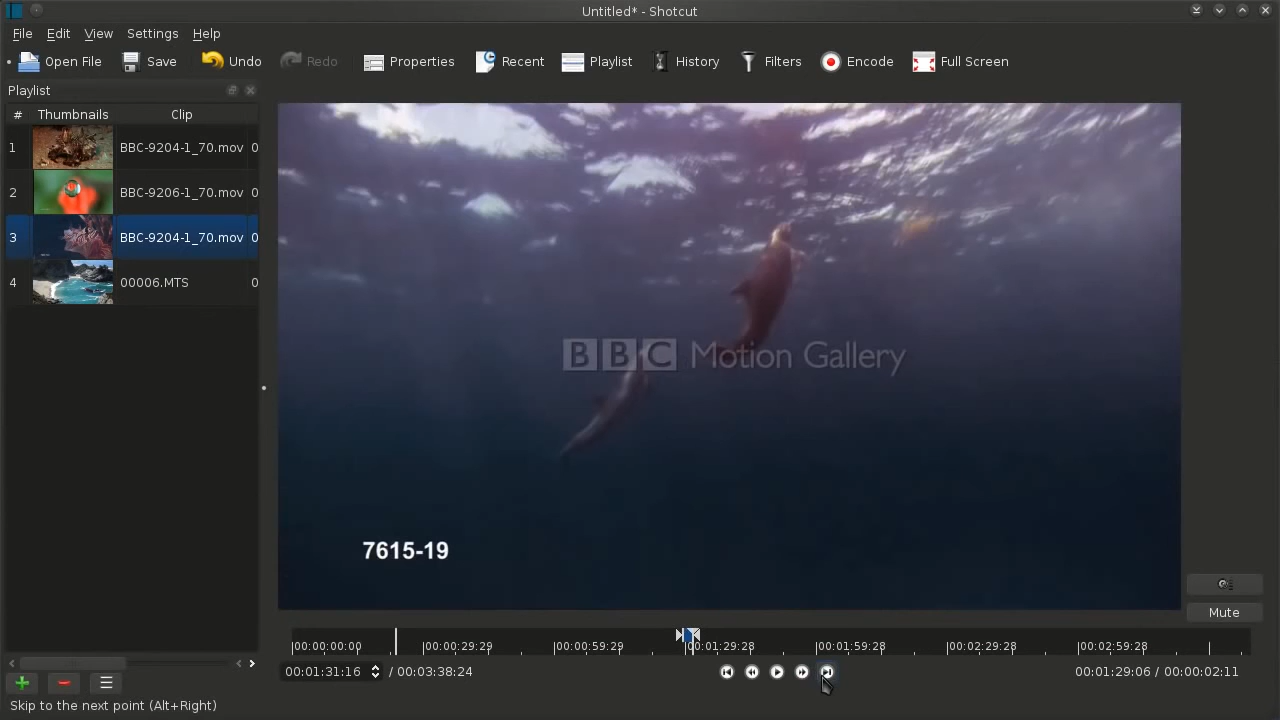 Untitled* - Shotcut
File Edit View Settings Help
Open File Save Undo Redo Properties Recent Playlist History Filters Encode Full Screen
Playlist
# Thumbnails Clip
1 BBC-9204-1_70.mov 0
2 BBC-9206-1_70.mov 0
3 BBC-9204-1_70.mov 0
4 00006.MTS 0
BBC Motion Gallery
7615-19
Mute
00:00:00:00 00:00:29:29 00:00:59:29 00:01:29:28 00:01:59:28 00:02:29:28 00:02:59:28
00:01:31:16 / 00:03:38:24 00:01:29:06 / 00:00:02:11
Skip to the next point (Alt+Right)